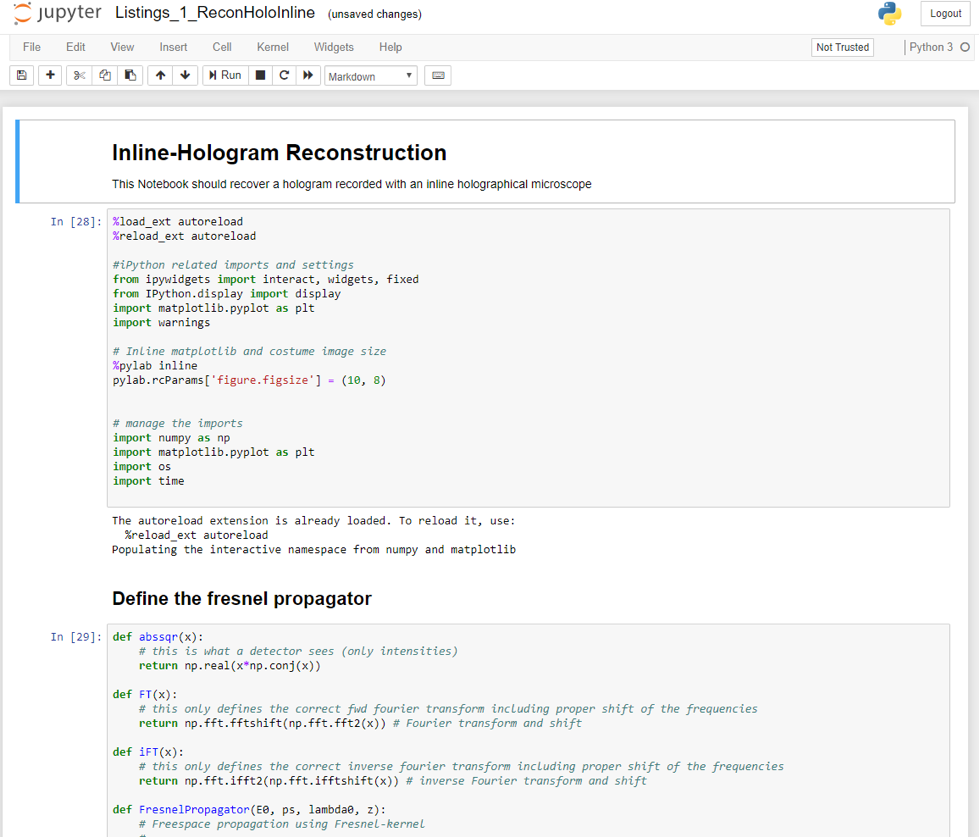 jupyter Listings_1_ReconHoloInline (unsaved changes) Logout
File Edit View Insert Cell Kernel Widgets Help Not Trusted Python 3
Run Markdown
Inline-Hologram Reconstruction
This Notebook should recover a hologram recorded with an inline holographical microscope
In [28]: %load_ext autoreload
%reload_ext autoreload
#iPython related imports and settings
from ipywidgets import interact, widgets, fixed
from IPython.display import display
import matplotlib.pyplot as plt
import warnings
# Inline matplotlib and costume image size
%pylab inline
pylab.rcParams['figure.figsize'] = (10, 8)
# manage the imports
import numpy as np
import matplotlib.pyplot as plt
import os
import time
The autoreload extension is already loaded. To reload it, use:
  %reload_ext autoreload
Populating the interactive namespace from numpy and matplotlib
Define the fresnel propagator
In [29]: def abssqr(x):
    # this is what a detector sees (only intensities)
    return np.real(x*np.conj(x))
def FT(x):
    # this only defines the correct fwd fourier transform including proper shift of the frequencies
    return np.fft.fftshift(np.fft.fft2(x)) # Fourier transform and shift
def iFT(x):
    # this only defines the correct inverse fourier transform including proper shift of the frequencies
    return np.fft.ifft2(np.fft.ifftshift(x)) # inverse Fourier transform and shift
def FresnelPropagator(E0, ps, lambda0, z):
    # Freespace propagation using Fresnel-kernel
    #